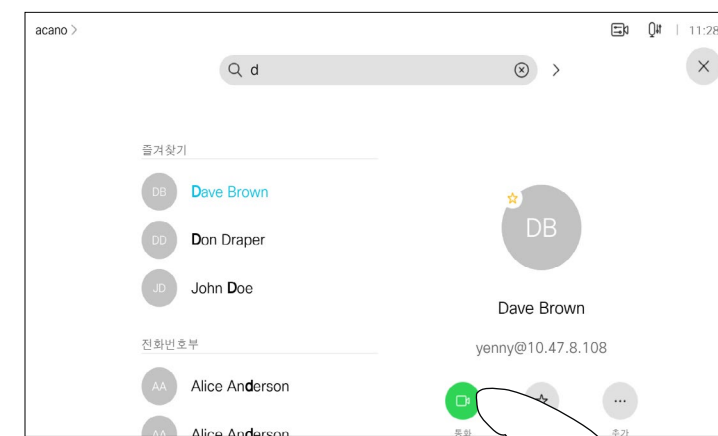 acano >
11:28
d
즐겨찾기
DB
Dave Brown
DD
Don Draper
JD
John Doe
전화번호부
AA
Alice Anderson
AA
Alice Anderson
DB
Dave Brown
yenny@10.47.8.108
통화
추가